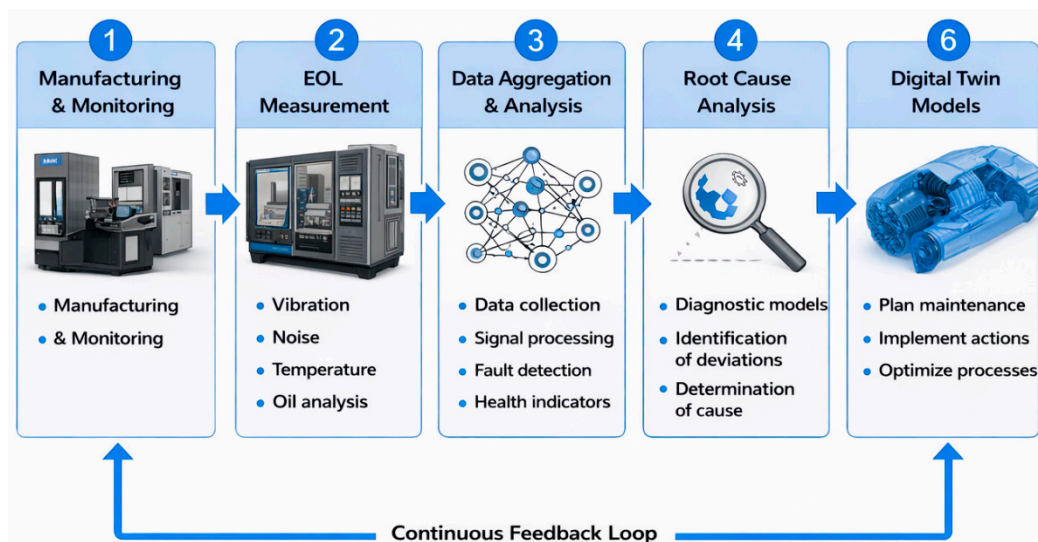 1
Manufacturing
& Monitoring
Manufacturing
& Monitoring
2
EOL
Measurement
Vibration
Noise
Temperature
Oil analysis
3
Data Aggregation
& Analysis
Data collection
Signal processing
Fault detection
Health indicators
4
Root Cause
Analysis
Diagnostic models
Identification
of deviations
Determination
of cause
6
Digital Twin
Models
Plan maintenance
Implement actions
Optimize processes
Continuous Feedback Loop